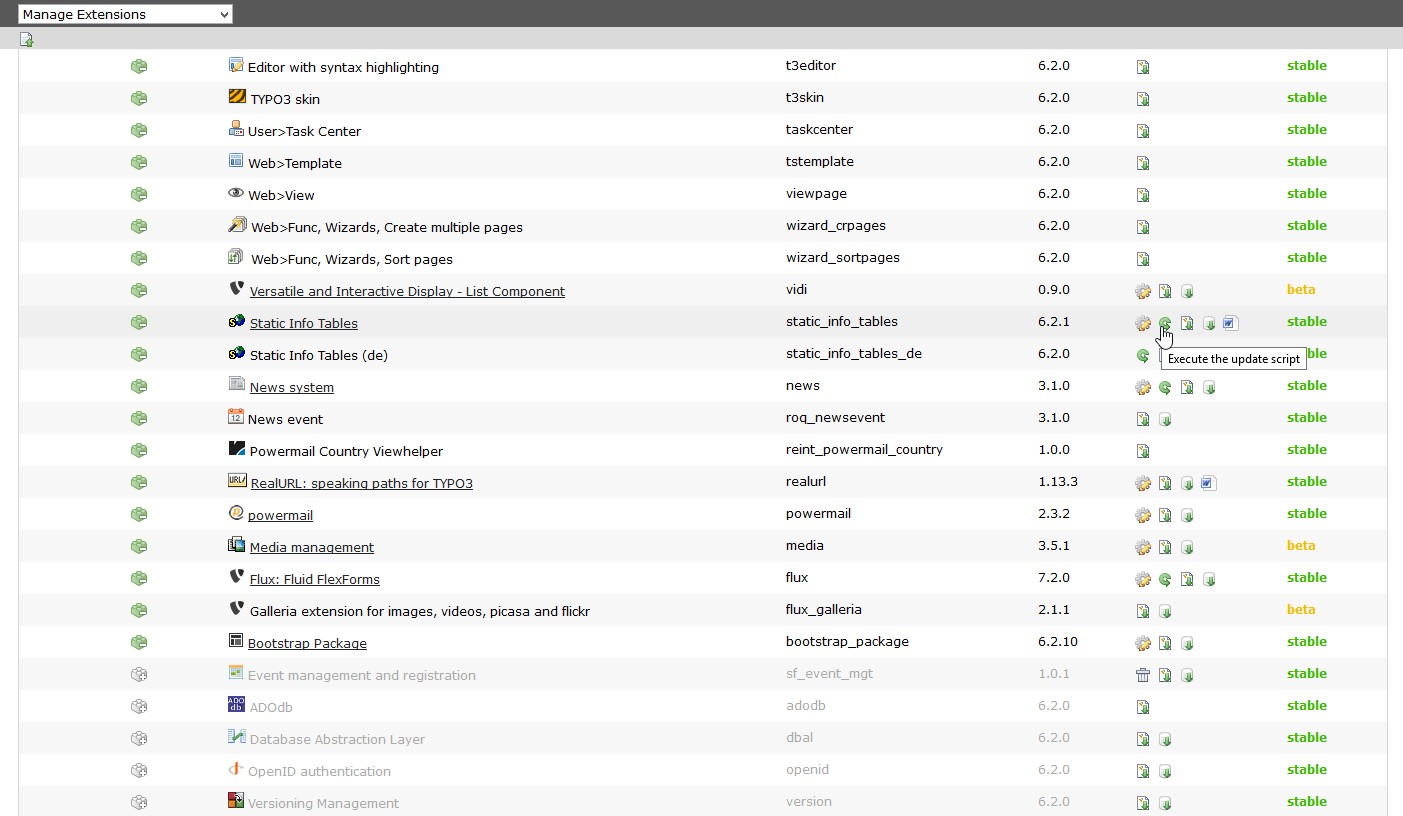 Manage Extensions
Editor with syntax highlighting t3editor 6.2.0 stable
TYPO3 skin t3skin 6.2.0 stable
User>Task Center taskcenter 6.2.0 stable
Web>Template tstemplate 6.2.0 stable
Web>View viewpage 6.2.0 stable
Web>Func, Wizards, Create multiple pages wizard_crpages 6.2.0 stable
Web>Func, Wizards, Sort pages wizard_sortpages 6.2.0 stable
Versatile and Interactive Display - List Component vidi 0.9.0 beta
Static Info Tables static_info_tables 6.2.1 stable
Static Info Tables (de) static_info_tables_de 6.2.0 ble
Execute the update script
News system news 3.1.0 stable
12 News event roq_newsevent 3.1.0 stable
Powermail Country Viewhelper reint_powermail_country 1.0.0 stable
URL/ RealURL: speaking paths for TYPO3 realurl 1.13.3 stable
powermail powermail 2.3.2 stable
Media management media 3.5.1 beta
Flux: Fluid FlexForms flux 7.2.0 stable
Galleria extension for images, videos, picasa and flickr flux_galleria 2.1.1 beta
Bootstrap Package bootstrap_package 6.2.10 stable
Event management and registration sf_event_mgt 1.0.1 stable
ADO db ADOdb adodb 6.2.0 stable
Database Abstraction Layer dbal 6.2.0 stable
OpenID authentication openid 6.2.0 stable
Versioning Management version 6.2.0 stable